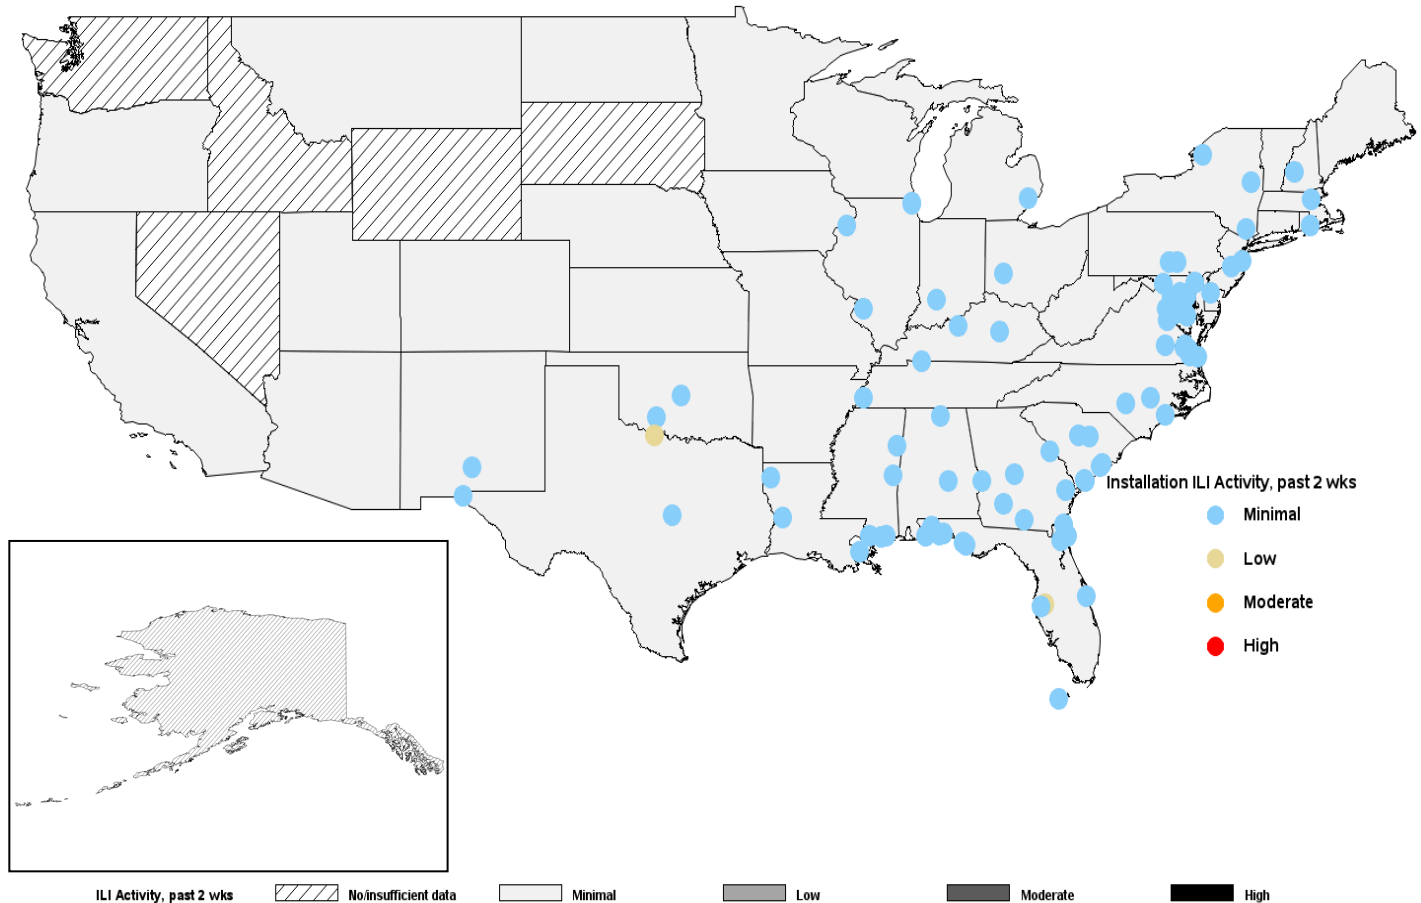 Installation ILI Activity, past 2 wks
Minimal
Low
Moderate
High
ILI Activity, past 2 wks No/insufficient data Minimal Low Moderate High